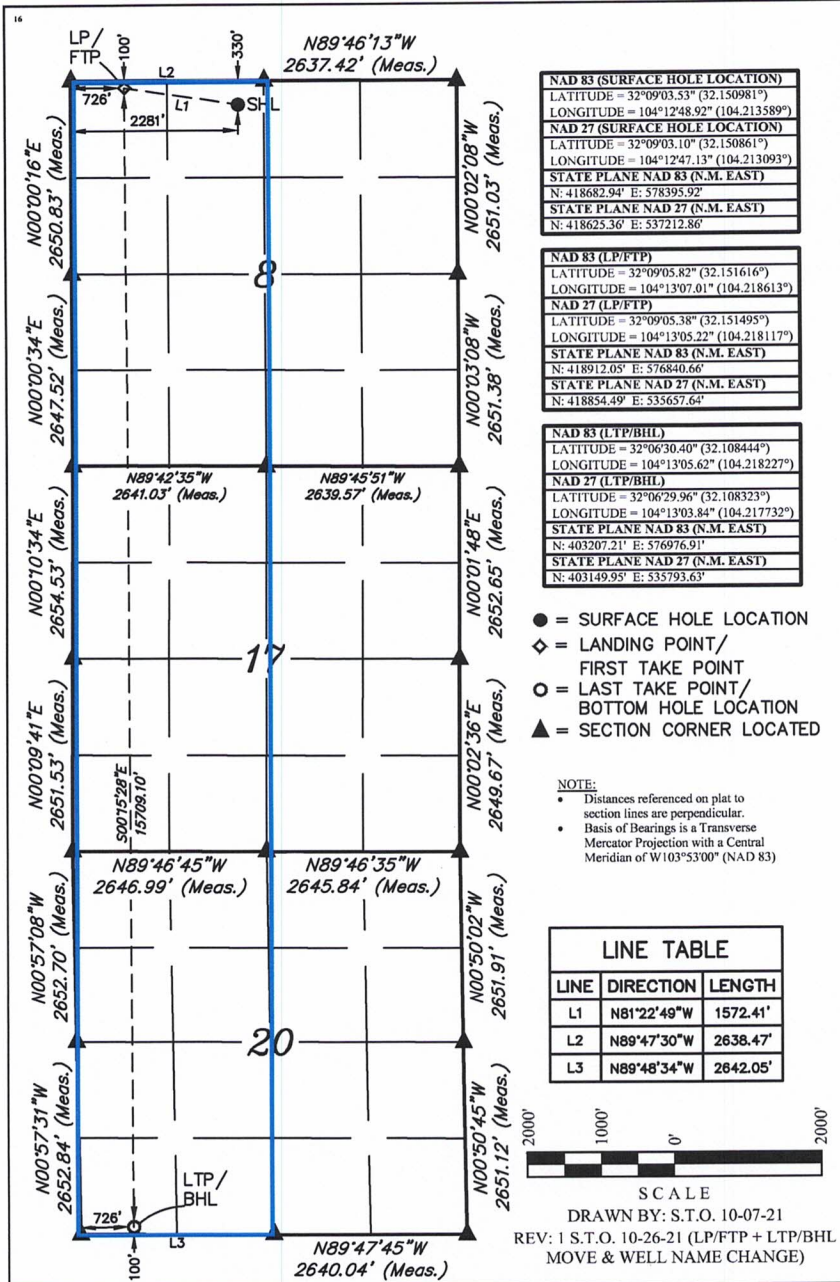 16
LP/
FTP
100'
L2
330'
N89°46'13"W
2637.42' (Meas.)
726'
L1
SHL
2281'
N00°00'16"E
2650.83' (Meas.)
N00°02'08"W
2651.03' (Meas.)
8
N00°00'34"E
2647.52' (Meas.)
N00°03'08"W
2651.38' (Meas.)
N89°42'35"W
2641.03' (Meas.)
N89°45'51"W
2639.57' (Meas.)
N00°10'34"E
2654.53' (Meas.)
N00°01'48"E
2652.65' (Meas.)
17
N00°09'41"E
2651.53' (Meas.)
S00°15'28"E
15709.10'
N00°02'36"W
2649.67' (Meas.)
N89°46'45"W
2646.99' (Meas.)
N89°46'35"W
2645.84' (Meas.)
N00°57'08"W
2652.70' (Meas.)
N00°50'02"W
2651.91' (Meas.)
20
N00°57'31"W
2652.84' (Meas.)
N00°50'45"W
2651.12' (Meas.)
LTP/
BHL
726'
L3
100'
N89°47'45"W
2640.04' (Meas.)
NAD 83 (SURFACE HOLE LOCATION)
LATITUDE = 32°09'03.53" (32.150981°)
LONGITUDE = 104°12'48.92" (104.213589°)
NAD 27 (SURFACE HOLE LOCATION)
LATITUDE = 32°09'03.10" (32.150861°)
LONGITUDE = 104°12'47.13" (104.213093°)
STATE PLANE NAD 83 (N.M. EAST)
N: 418682.94' E: 578395.92'
STATE PLANE NAD 27 (N.M. EAST)
N: 418625.36' E: 537212.86'
NAD 83 (LP/FTP)
LATITUDE = 32°09'05.82" (32.151616°)
LONGITUDE = 104°13'07.01" (104.218613°)
NAD 27 (LP/FTP)
LATITUDE = 32°09'05.38" (32.151495°)
LONGITUDE = 104°13'05.22" (104.218117°)
STATE PLANE NAD 83 (N.M. EAST)
N: 418912.05' E: 576840.66'
STATE PLANE NAD 27 (N.M. EAST)
N: 418854.49' E: 535657.64'
NAD 83 (LTP/BHL)
LATITUDE = 32°06'30.40" (32.108444°)
LONGITUDE = 104°13'05.62" (104.218227°)
NAD 27 (LTP/BHL)
LATITUDE = 32°06'29.96" (32.108323°)
LONGITUDE = 104°13'03.84" (104.217732°)
STATE PLANE NAD 83 (N.M. EAST)
N: 403207.21' E: 576976.91'
STATE PLANE NAD 27 (N.M. EAST)
N: 403149.95' E: 535793.63'
= SURFACE HOLE LOCATION
= LANDING POINT/
FIRST TAKE POINT
= LAST TAKE POINT/
BOTTOM HOLE LOCATION
= SECTION CORNER LOCATED
NOTE:
• Distances referenced on plat to
section lines are perpendicular.
• Basis of Bearings is a Transverse
Mercator Projection with a Central
Meridian of W103°53'00" (NAD 83)
LINE TABLE
LINE DIRECTION LENGTH
L1 N81°22'49"W 1572.41'
L2 N89°47'30"W 2638.47'
L3 N89°48'34"W 2642.05'
2000' 1000' 0' 2000'
SCALE
DRAWN BY: S.T.O. 10-07-21
REV: 1 S.T.O. 10-26-21 (LP/FTP + LTP/BHL
MOVE & WELL NAME CHANGE)